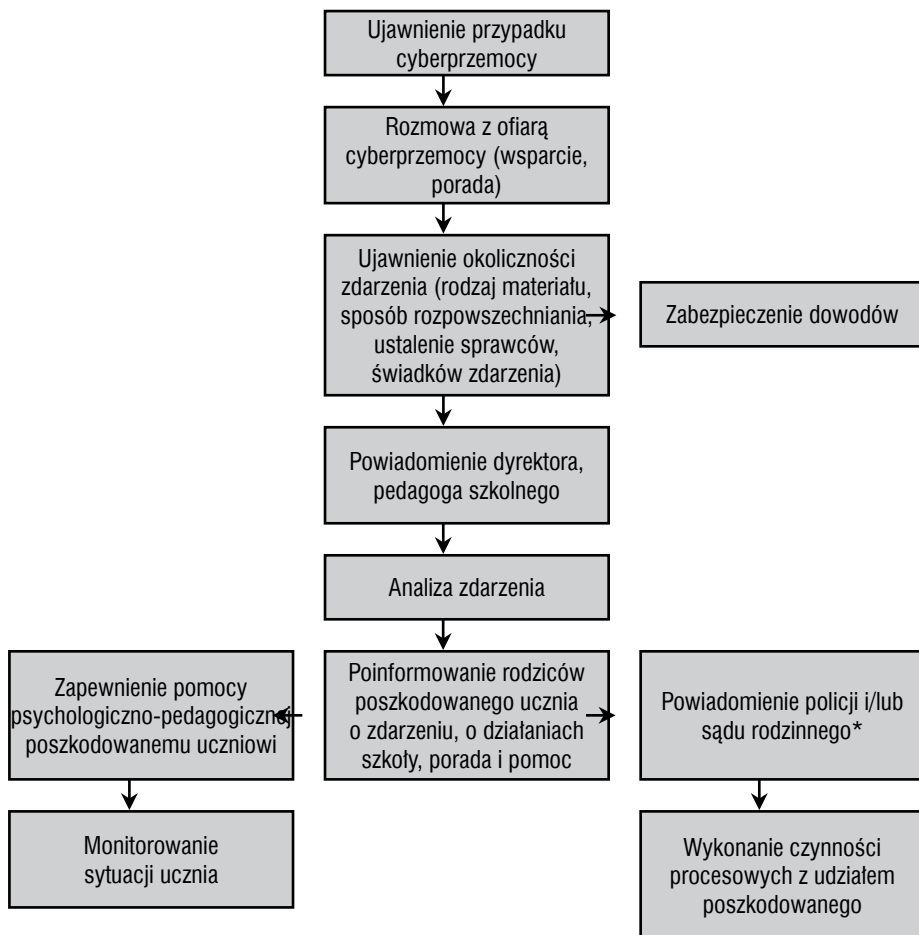 Ujawnienie przypadku
cyberprzemocy
Rozmowa z ofiarą
cyberprzemocy (wsparcie,
porada)
Ujawnienie okoliczności
zdarzenia (rodzaj materiału,
sposób rozpowszechniania,
ustalenie sprawców,
świadków zdarzenia)
Zabezpieczenie dowodów
Powiadomienie dyrektora,
pedagoga szkolnego
Analiza zdarzenia
Zapewnienie pomocy
psychologiczno-pedagogicznej
poszkodowanemu uczniowi
Poinformowanie rodziców
poszkodowanego ucznia
o zdarzeniu, o działaniach
szkoły, porada i pomoc
Powiadomienie policji i/lub
sądu rodzinnego*
Monitorowanie
sytuacji ucznia
Wykonanie czynności
procesowych z udziałem
poszkodowanego